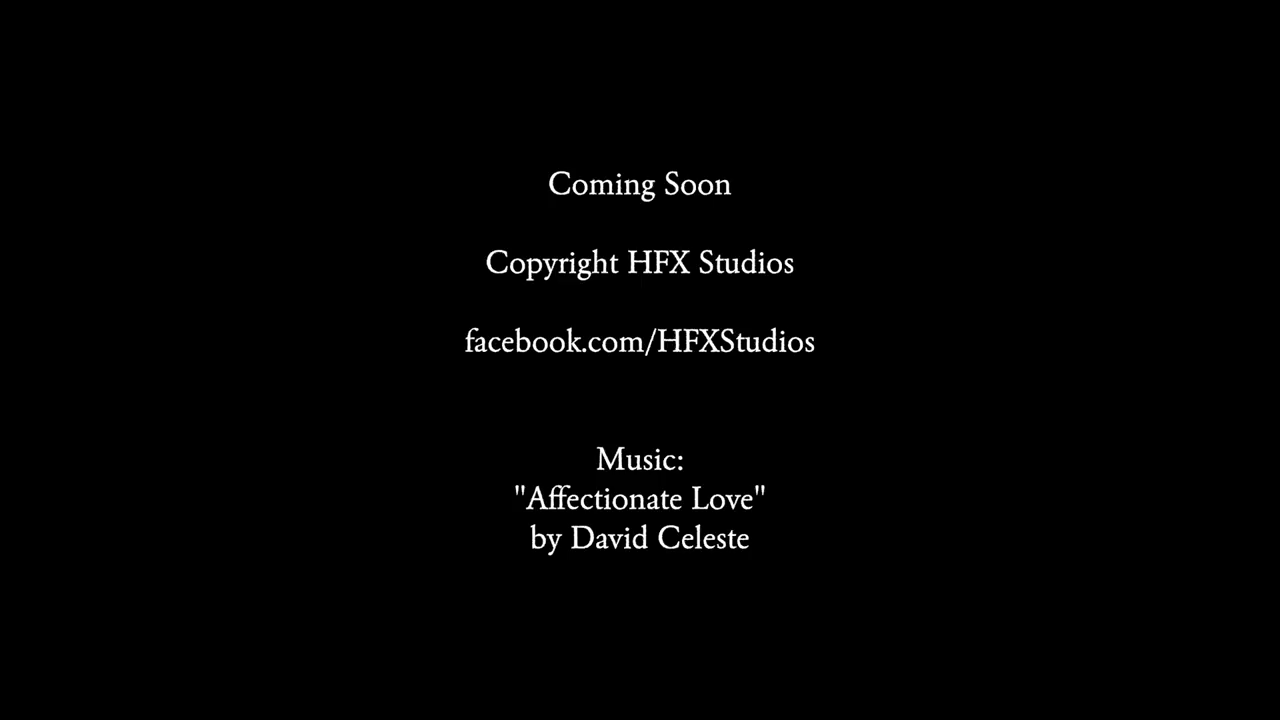 Coming Soon
Copyright HFX Studios
facebook.com/HFXStudios
Music:
"Affectionate Love"
by David Celeste